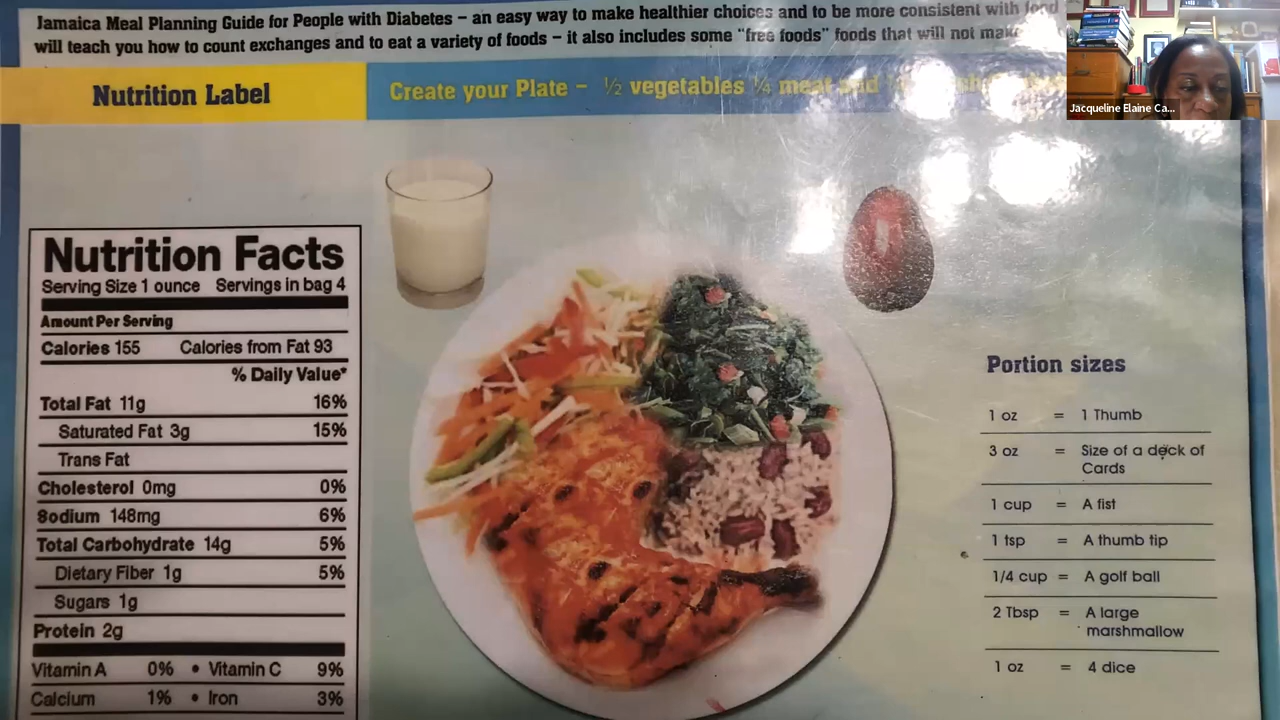 Jamaica Meal Planning Guide for People with Diabetes – an easy way to make healthier choices and to be more consistent with food
will teach you how to count exchanges and to eat a variety of foods – it also includes some "free foods" foods that will not make
Jacqueline Elaine Ca...
Nutrition Label
Create your Plate – ½ vegetables ¼ meat and
Nutrition Facts
Serving Size 1 ounce Servings in bag 4
Amount Per Serving
Calories 155 Calories from Fat 93
% Daily Value*
Total Fat 11g 16%
Saturated Fat 3g 15%
Trans Fat
Cholesterol 0mg 0%
Sodium 148mg 6%
Total Carbohydrate 14g 5%
Dietary Fiber 1g 5%
Sugars 1g
Protein 2g
Vitamin A 0% • Vitamin C 9%
Calcium 1% • Iron 3%
Portion sizes
1 oz = 1 Thumb
3 oz = Size of a deck of
Cards
1 cup = A fist
1 tsp = A thumb tip
1/4 cup = A golf ball
2 Tbsp = A large
marshmallow
1 oz = 4 dice